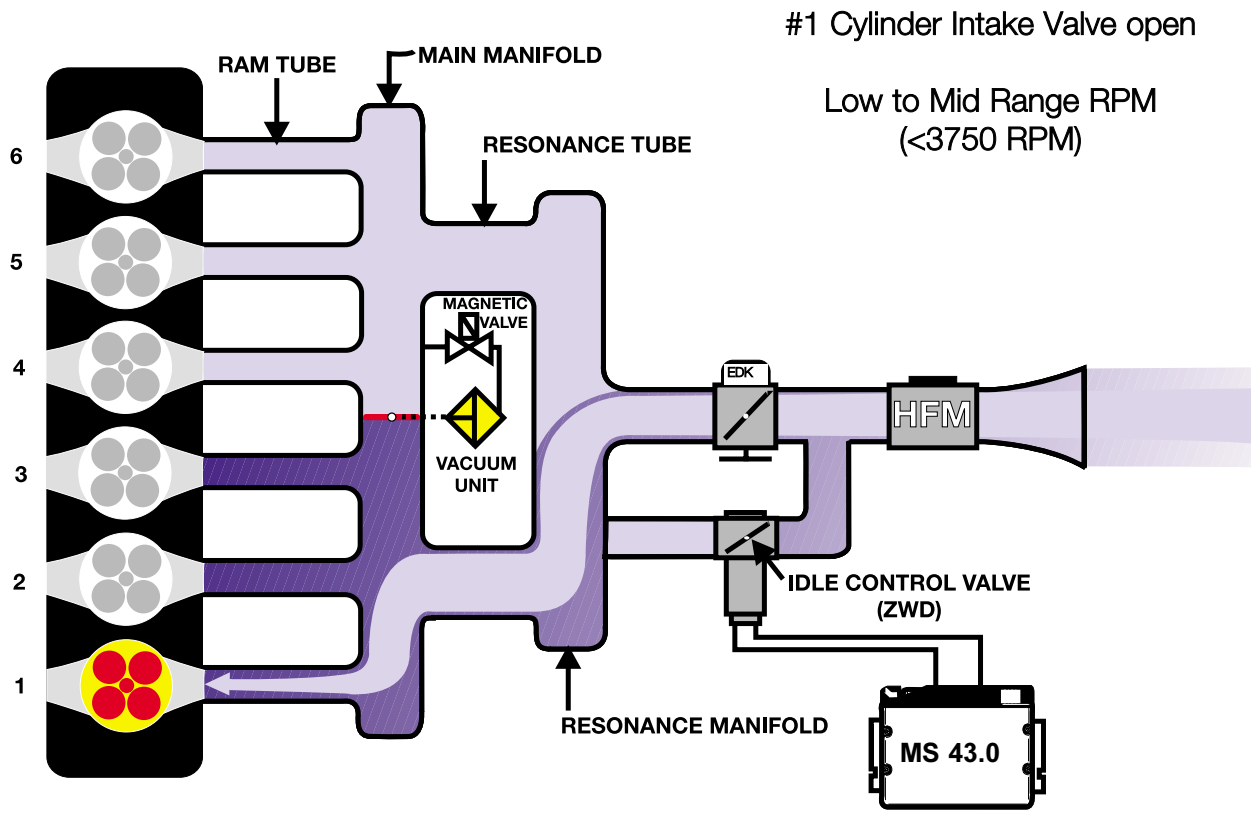 #1 Cylinder Intake Valve open
Low to Mid Range RPM
(<3750 RPM)
RAM TUBE
MAIN MANIFOLD
RESONANCE TUBE
6
5
4
3
2
1
MAGNETIC
VALVE
VACUUM
UNIT
EDK
HFM
IDLE CONTROL VALVE
(ZWD)
RESONANCE MANIFOLD
MS 43.0